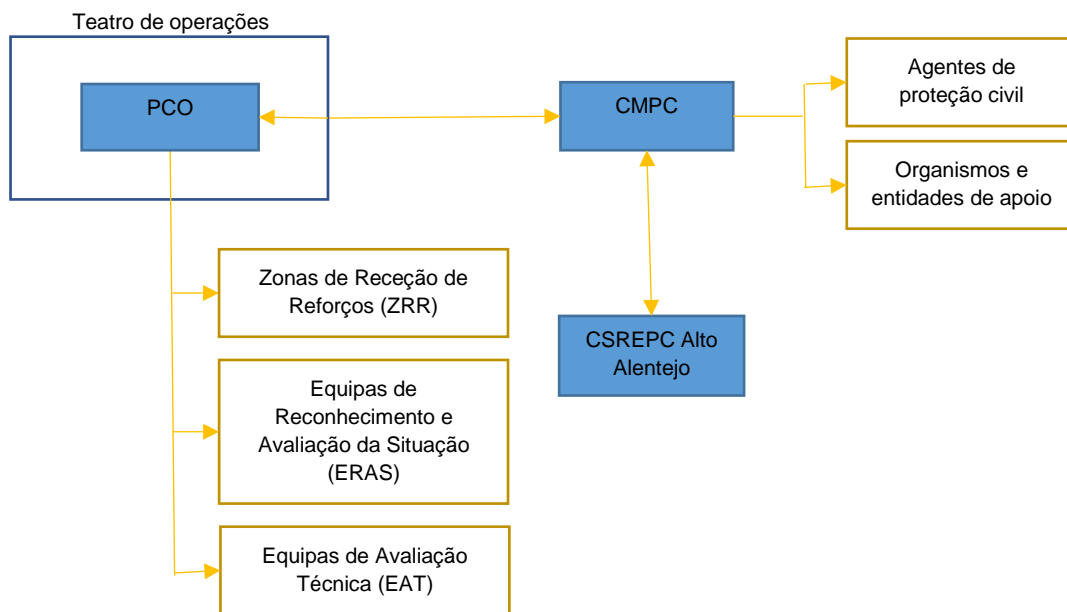 Teatro de operações
PCO
CMPC
Agentes de
proteção civil
Organismos e
entidades de apoio
Zonas de Receção de
Reforços (ZRR)
CSREPC Alto
Alentejo
Equipas de
Reconhecimento e
Avaliação da Situação
(ERAS)
Equipas de Avaliação
Técnica (EAT)